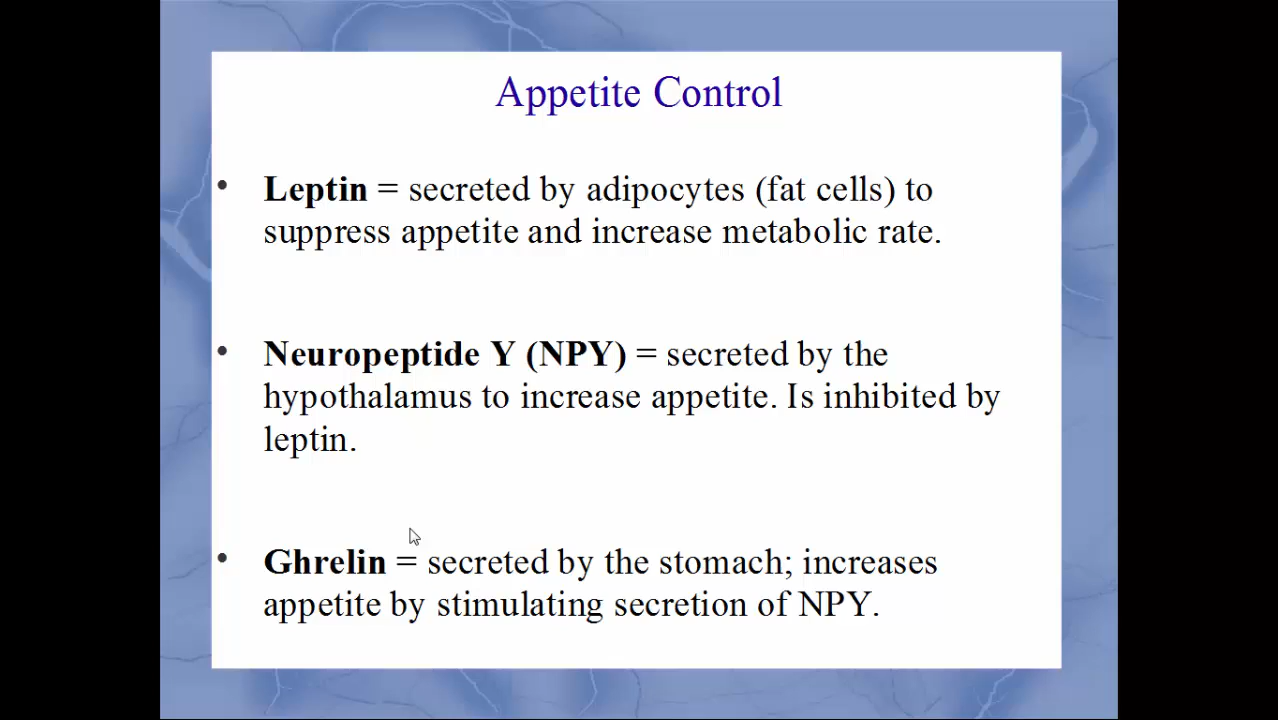 Appetite Control
• Leptin = secreted by adipocytes (fat cells) to
suppress appetite and increase metabolic rate.
• Neuropeptide Y (NPY) = secreted by the
hypothalamus to increase appetite. Is inhibited by
leptin.
• Ghrelin = secreted by the stomach; increases
appetite by stimulating secretion of NPY.